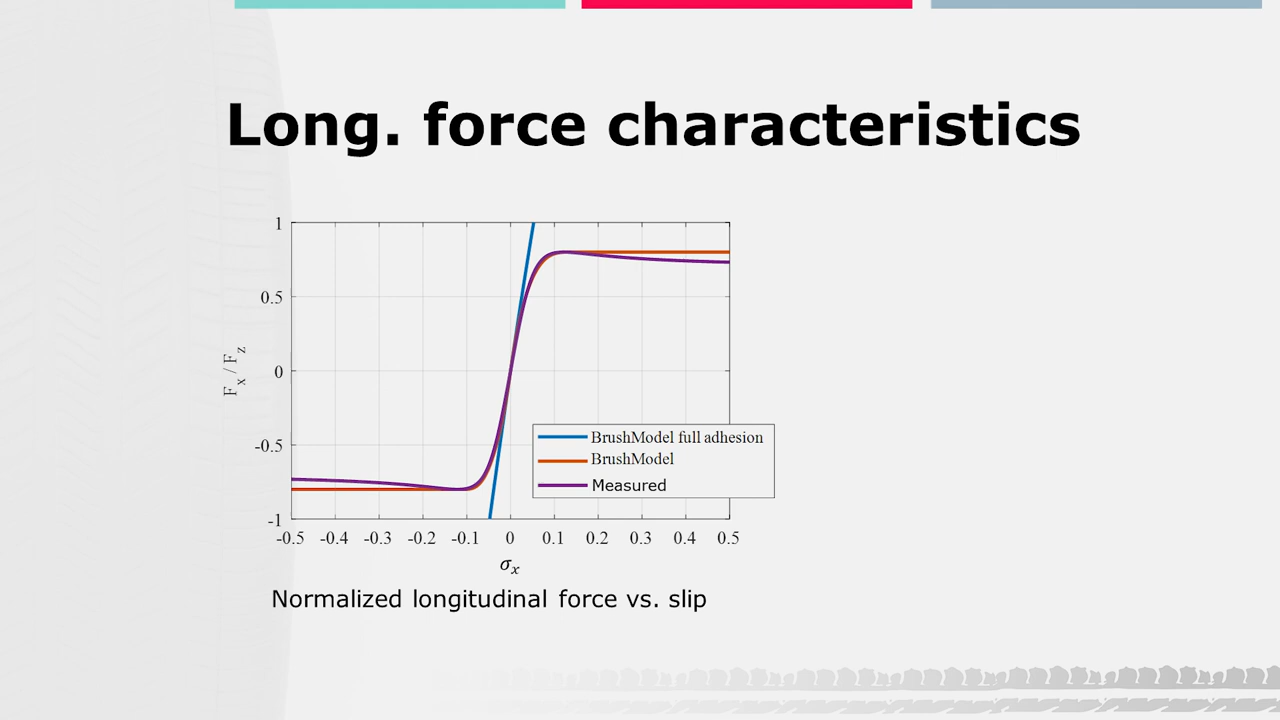 Long. force characteristics
1
0.5
0
-0.5
-1
F_x / F_z
BrushModel full adhesion
BrushModel
Measured
-0.5 -0.4 -0.3 -0.2 -0.1 0 0.1 0.2 0.3 0.4 0.5
σ_x
Normalized longitudinal force vs. slip